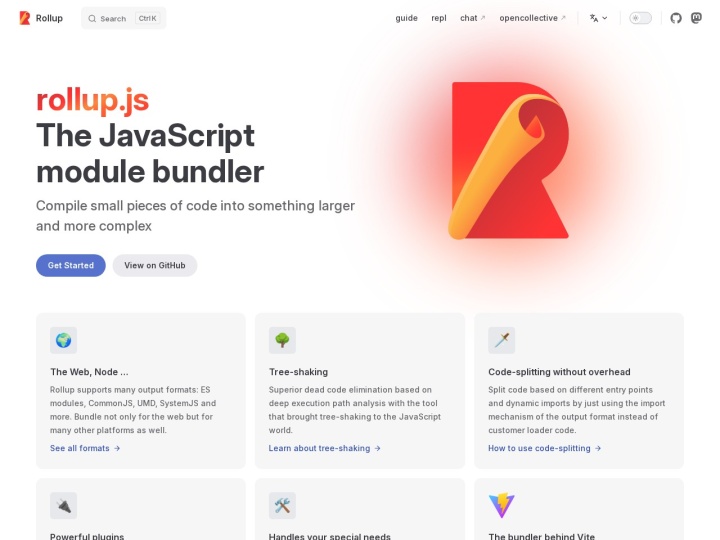 Rollup
Search
Ctrl K
guide
repl
chat
opencollective
rollup.js
The JavaScript
module bundler
Compile small pieces of code into something larger
and more complex
Get Started
View on GitHub
The Web, Node ...
Rollup supports many output formats: ES
modules, CommonJS, UMD, SystemJS and
more. Bundle not only for the web but for
many other platforms as well.
See all formats →
Tree-shaking
Superior dead code elimination based on
deep execution path analysis with the tool
that brought tree-shaking to the JavaScript
world.
Learn about tree-shaking →
Code-splitting without overhead
Split code based on different entry points
and dynamic imports by just using the import
mechanism of the output format instead of
customer loader code.
How to use code-splitting →
Powerful plugins
Handles your special needs
The bundler behind Vite